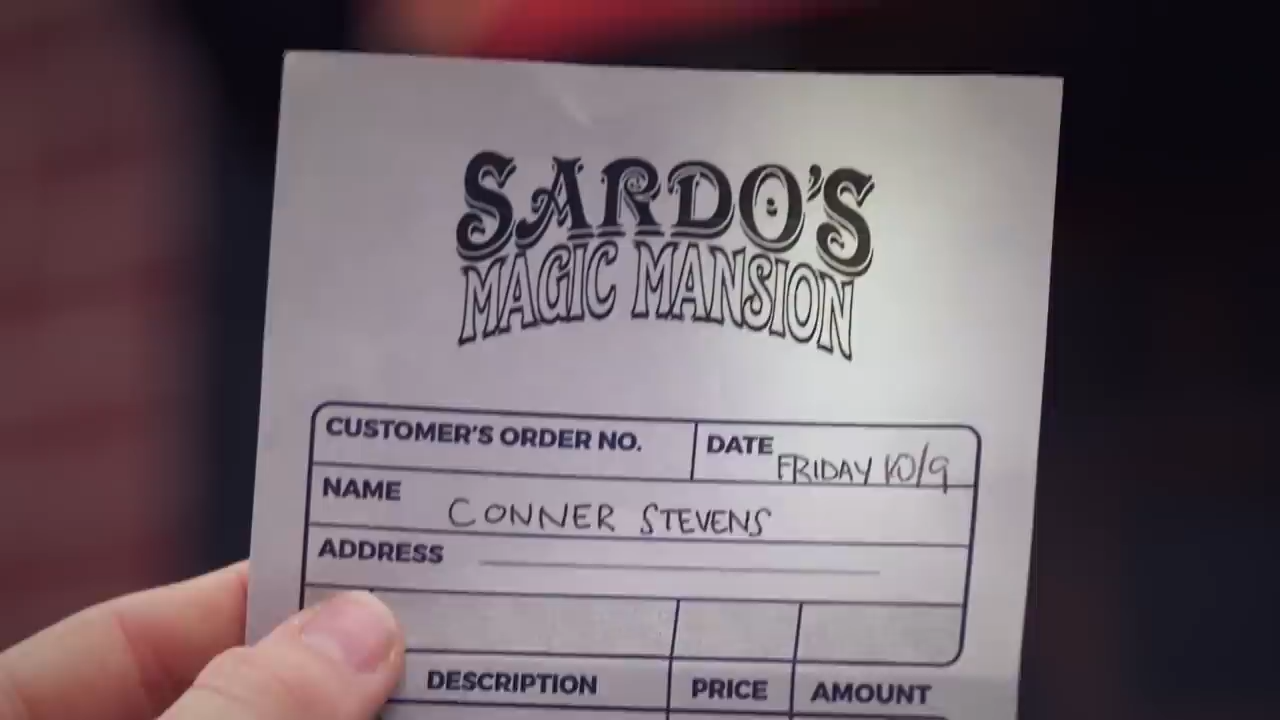 SARDO'S
MAGIC MANSION
CUSTOMER'S ORDER NO.
DATE FRIDAY 10/9
NAME CONNER STEVENS
ADDRESS
DESCRIPTION PRICE AMOUNT